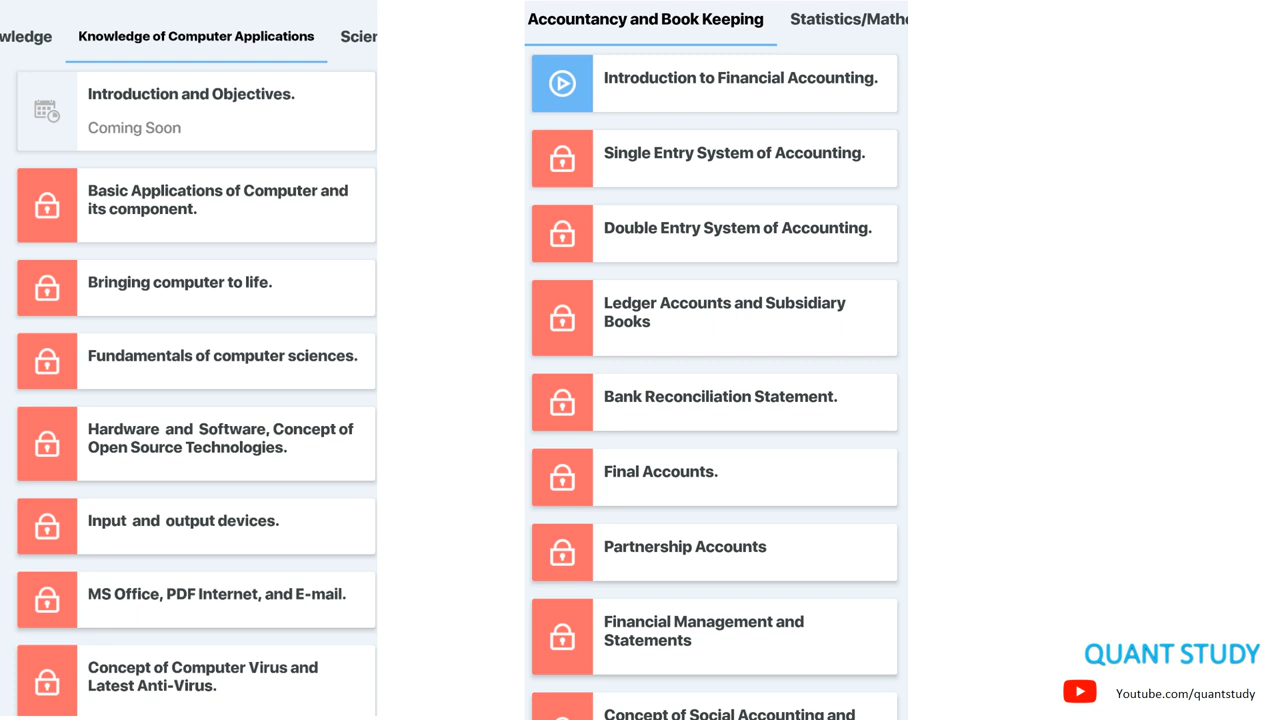 wledge Knowledge of Computer Applications Scien
Introduction and Objectives.
Coming Soon
Basic Applications of Computer and
its component.
Bringing computer to life.
Fundamentals of computer sciences.
Hardware and Software, Concept of
Open Source Technologies.
Input and output devices.
MS Office, PDF Internet, and E-mail.
Concept of Computer Virus and
Latest Anti-Virus.
Accountancy and Book Keeping Statistics/Mathe
Introduction to Financial Accounting.
Single Entry System of Accounting.
Double Entry System of Accounting.
Ledger Accounts and Subsidiary
Books
Bank Reconciliation Statement.
Final Accounts.
Partnership Accounts
Financial Management and
Statements
Concept of Social Accounting and
QUANT STUDY
Youtube.com/quantstudy